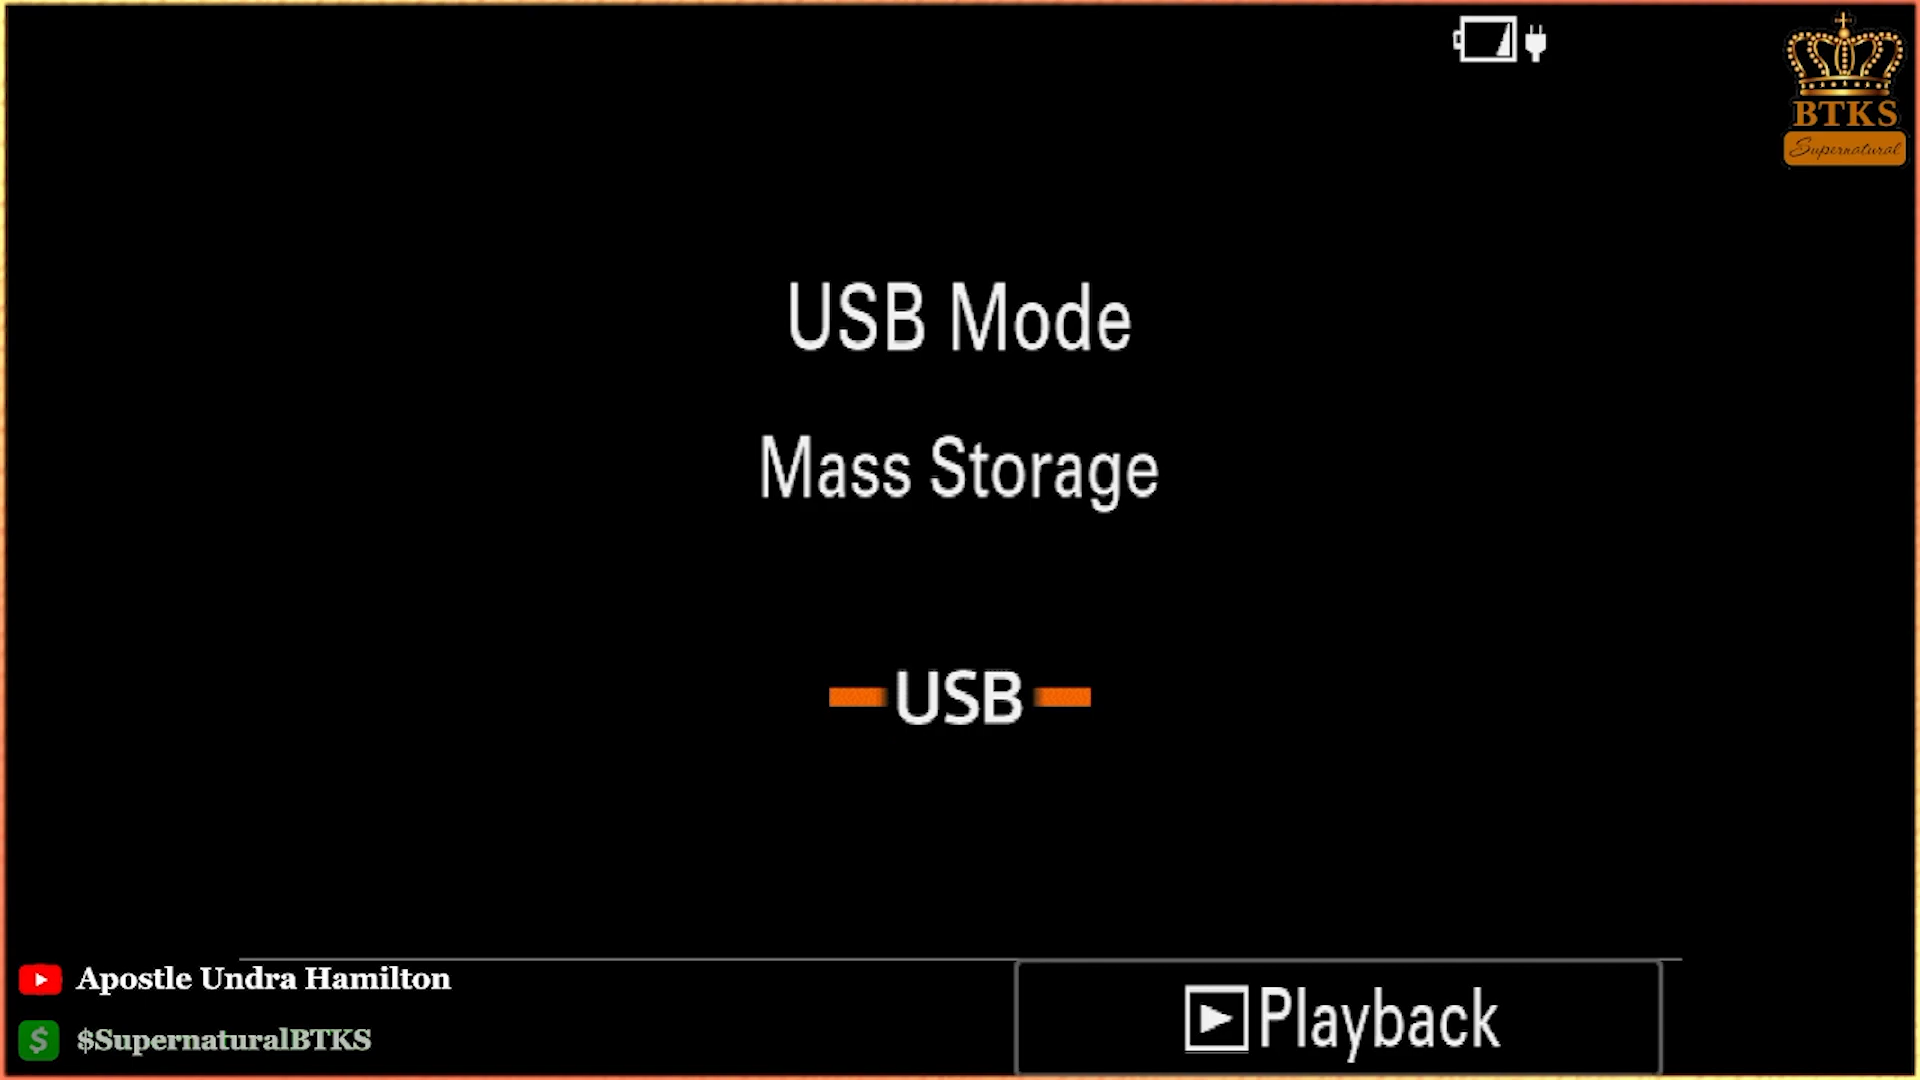 BTKS
Supernatural
USB Mode
Mass Storage
USB
Apostle Undra Hamilton
$SupernaturalBTKS
Playback